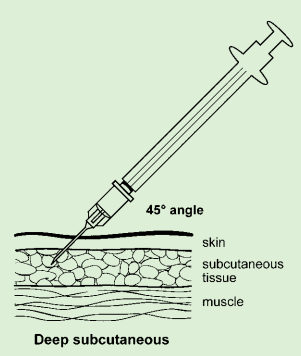 45° angle
skin
subcutaneous
tissue
muscle
Deep subcutaneous